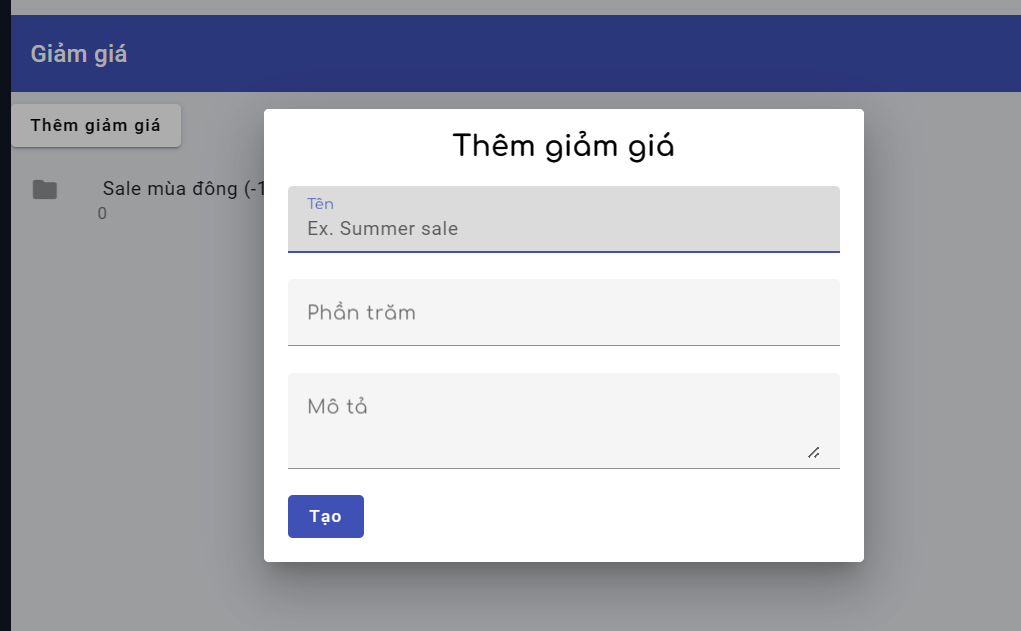 Giảm giá
Thêm giảm giá
Sale mùa đông (-1
0
Thêm giảm giá
Tên
Ex. Summer sale
Phần trăm
Mô tả
Tạo